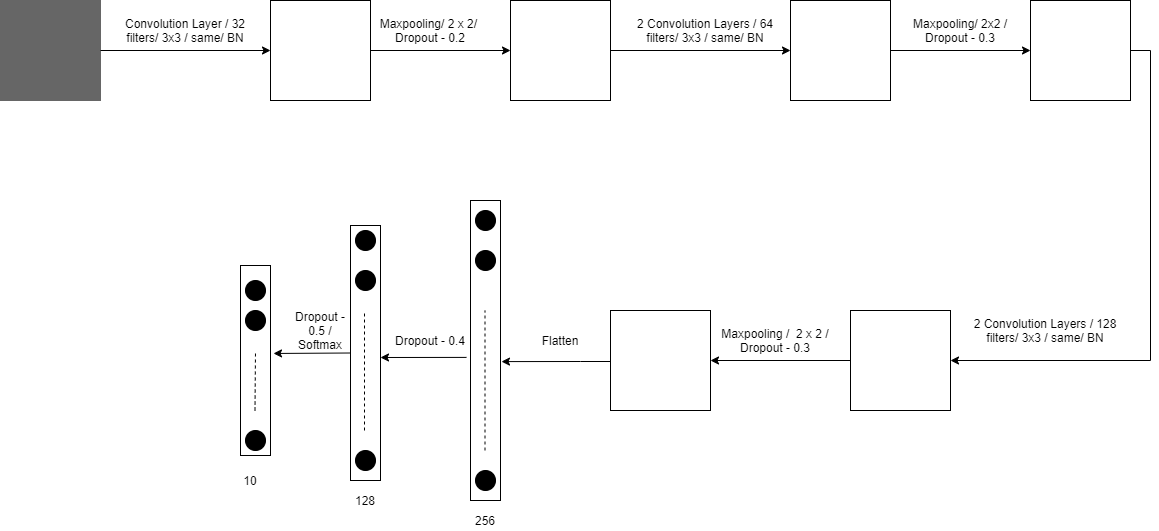 Convolution Layer / 32
filters/ 3x3 / same/ BN
Maxpooling/ 2 x 2/
Dropout - 0.2
2 Convolution Layers / 64
filters/ 3x3 / same/ BN
Maxpooling/ 2x2 /
Dropout - 0.3
2 Convolution Layers / 128
filters/ 3x3 / same/ BN
Maxpooling /  2 x 2 /
Dropout - 0.3
Flatten
Dropout - 0.4
Dropout -
0.5 /
Softmax
10
128
256